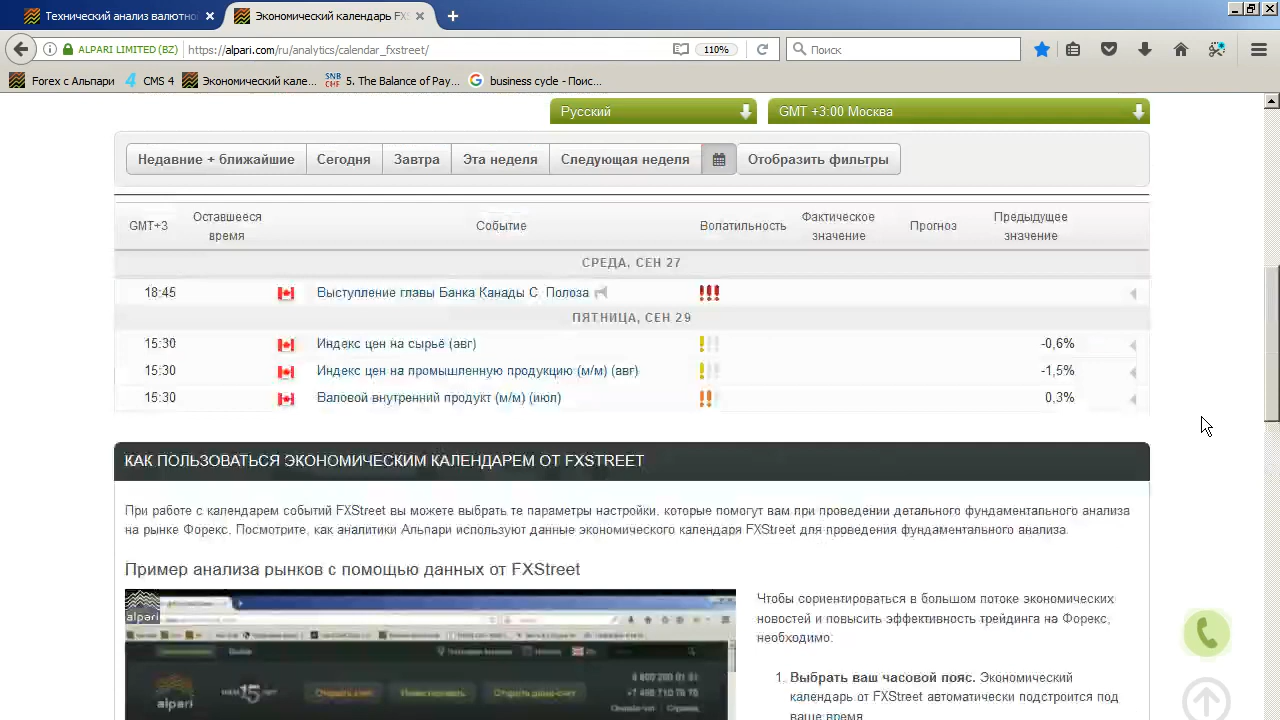 Технический анализ валютно
Экономический календарь FXS
ALPARI LIMITED (BZ)
https://alpari.com/ru/analytics/calendar_fxstreet/
110%
Поиск
Forex с Альпари
CMS 4
Экономический кале...
SNB CHF
5. The Balance of Pay...
business cycle - Поис...
Русский
GMT +3:00 Москва
Недавние + ближайшие
Сегодня
Завтра
Эта неделя
Следующая неделя
Отобразить фильтры
GMT+3
Оставшееся время
Событие
Волатильность
Фактическое значение
Прогноз
Предыдущее значение
СРЕДА, СЕН 27
18:45 Выступление главы Банка Канады С. Полоза
ПЯТНИЦА, СЕН 29
15:30 Индекс цен на сырьё (авг) -0,6%
15:30 Индекс цен на промышленную продукцию (м/м) (авг) -1,5%
15:30 Валовой внутренний продукт (м/м) (июл) 0,3%
КАК ПОЛЬЗОВАТЬСЯ ЭКОНОМИЧЕСКИМ КАЛЕНДАРЕМ ОТ FXSTREET
При работе с календарем событий FXStreet вы можете выбрать те параметры настройки, которые помогут вам при проведении детального фундаментального анализа
на рынке Форекс. Посмотрите, как аналитики Альпари используют данные экономического календаря FXStreet для проведения фундаментального анализа.
Пример анализа рынков с помощью данных от FXStreet
alpari
alpari
Чтобы сориентироваться в большом потоке экономических
новостей и повысить эффективность трейдинга на Форекс,
необходимо:
1. Выбрать ваш часовой пояс. Экономический
календарь от FXStreet автоматически подстроится под
ваше время